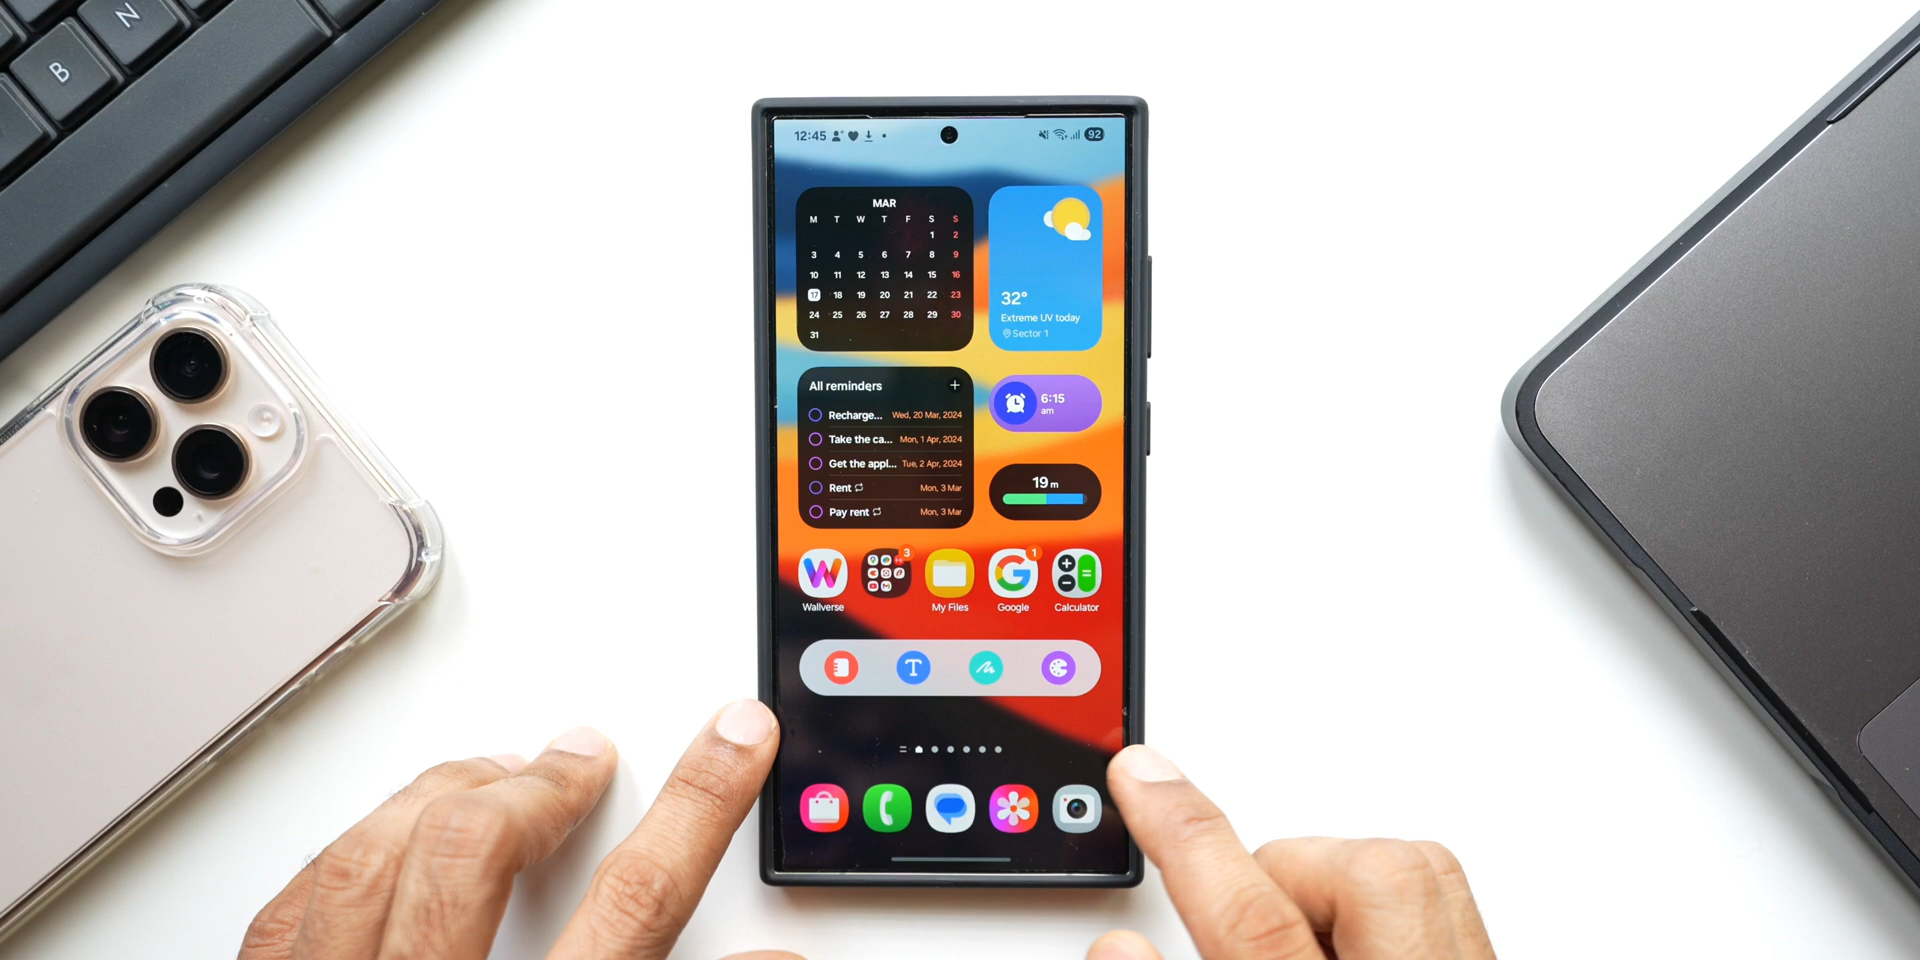 N
B
12:45
92
MAR
M T W T F S S
1 2
3 4 5 6 7 8 9
10 11 12 13 14 15 16
17 18 19 20 21 22 23
24 25 26 27 28 29 30
31
32°
Extreme UV today
Sector 1
All reminders +
Recharge... Wed, 20 Mar, 2024
Take the ca... Mon, 1 Apr, 2024
Get the appl... Tue, 2 Apr, 2024
Rent Mon, 3 Mar
Pay rent Mon, 3 Mar
6:15
am
19 m
3
1
Wallverse
My Files
Google
Calculator
T